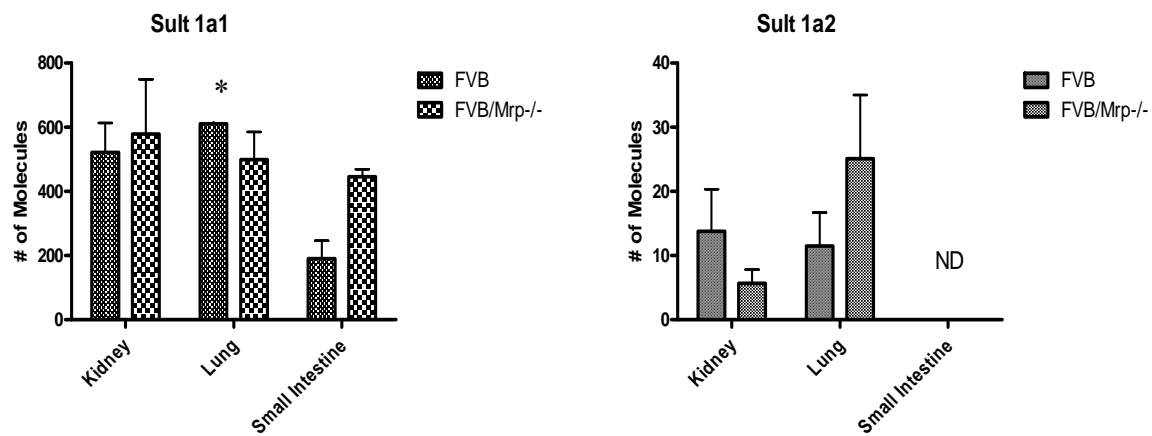 Sult 1a1
# of Molecules
800
600
400
200
0
*
Kidney
Lung
Small Intestine
FVB
FVB/Mrp-/-
Sult 1a2
# of Molecules
40
30
20
10
0
ND
Kidney
Lung
Small Intestine
FVB
FVB/Mrp-/-